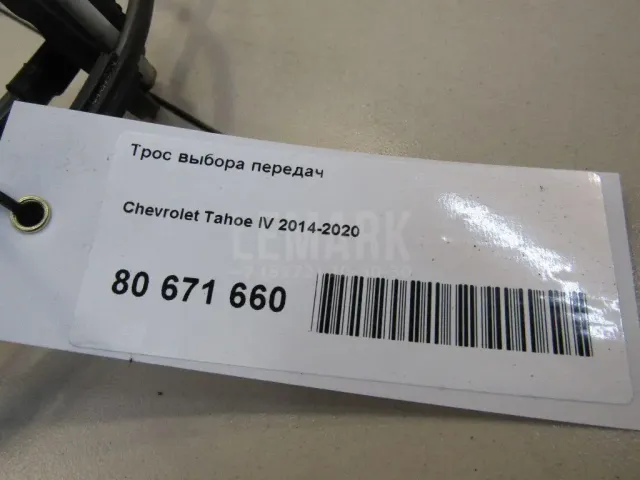 Трос выбора передач
Chevrolet Tahoe IV 2014-2020
LEMARK
80 671 660